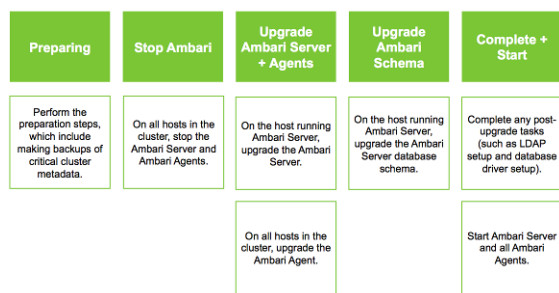 Preparing
Stop Ambari
Upgrade
Ambari Server
+ Agents
Upgrade
Ambari
Schema
Complete +
Start
Perform the
preparation steps,
which include
making backups of
critical cluster
metadata.
On all hosts in the
cluster, stop the
Ambari Server and
Ambari Agents.
On the host running
Ambari Server,
upgrade the Ambari
Server.
On the host running
Ambari Server,
upgrade the Ambari
Server database
schema.
Complete any post-
upgrade tasks
(such as LDAP
setup and database
driver setup).
On all hosts in the
cluster, upgrade the
Ambari Agent.
Start Ambari Server
and all Ambari
Agents.